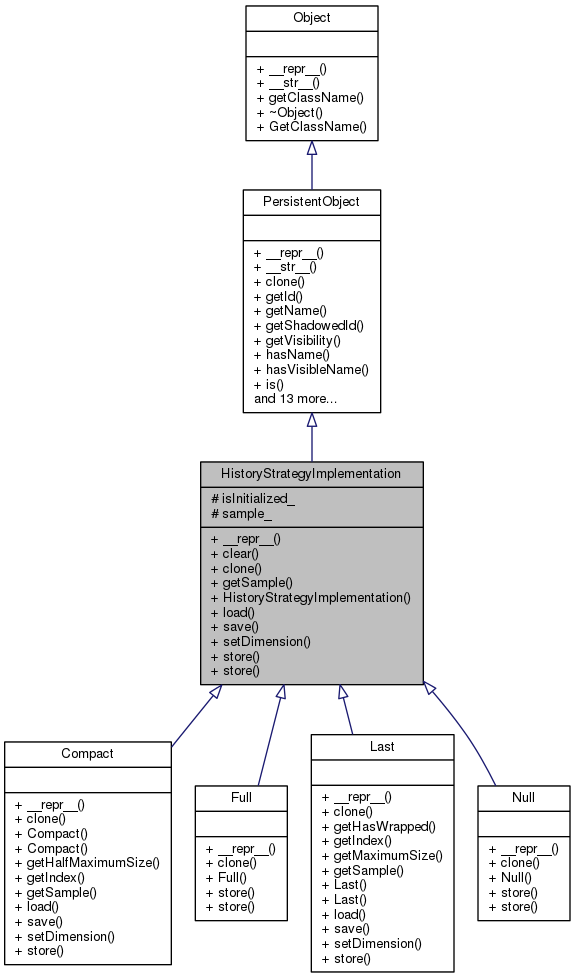 Object
+ __repr__()
+ __str__()
+ getClassName()
+ ~Object()
+ GetClassName()
PersistentObject
+ __repr__()
+ __str__()
+ clone()
+ getId()
+ getName()
+ getShadowedId()
+ getVisibility()
+ hasName()
+ hasVisibleName()
+ is()
and 13 more...
HistoryStrategyImplementation
# isInitialized_
# sample_
+ __repr__()
+ clear()
+ clone()
+ getSample()
+ HistoryStrategyImplementation()
+ load()
+ save()
+ setDimension()
+ store()
+ store()
Compact
+ __repr__()
+ clone()
+ Compact()
+ Compact()
+ getHalfMaximumSize()
+ getIndex()
+ getSample()
+ load()
+ save()
+ setDimension()
+ store()
Full
+ __repr__()
+ clone()
+ Full()
+ store()
+ store()
Last
+ __repr__()
+ clone()
+ getHasWrapped()
+ getIndex()
+ getMaximumSize()
+ getSample()
+ Last()
+ Last()
+ load()
+ save()
+ setDimension()
+ store()
Null
+ __repr__()
+ clone()
+ Null()
+ store()
+ store()